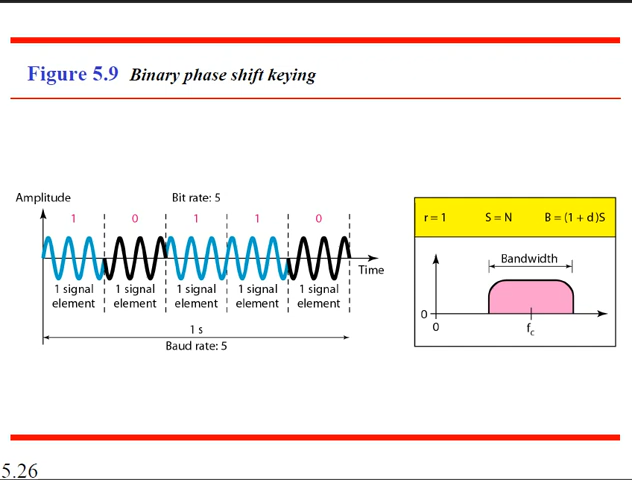 Figure 5.9 Binary phase shift keying
Amplitude
Bit rate: 5
1 0 1 1 0
Time
1 signal element
1 signal element
1 signal element
1 signal element
1 signal element
1 s
Baud rate: 5
r = 1 S = N B = (1 + d)S
Bandwidth
0
0
fc
5.26